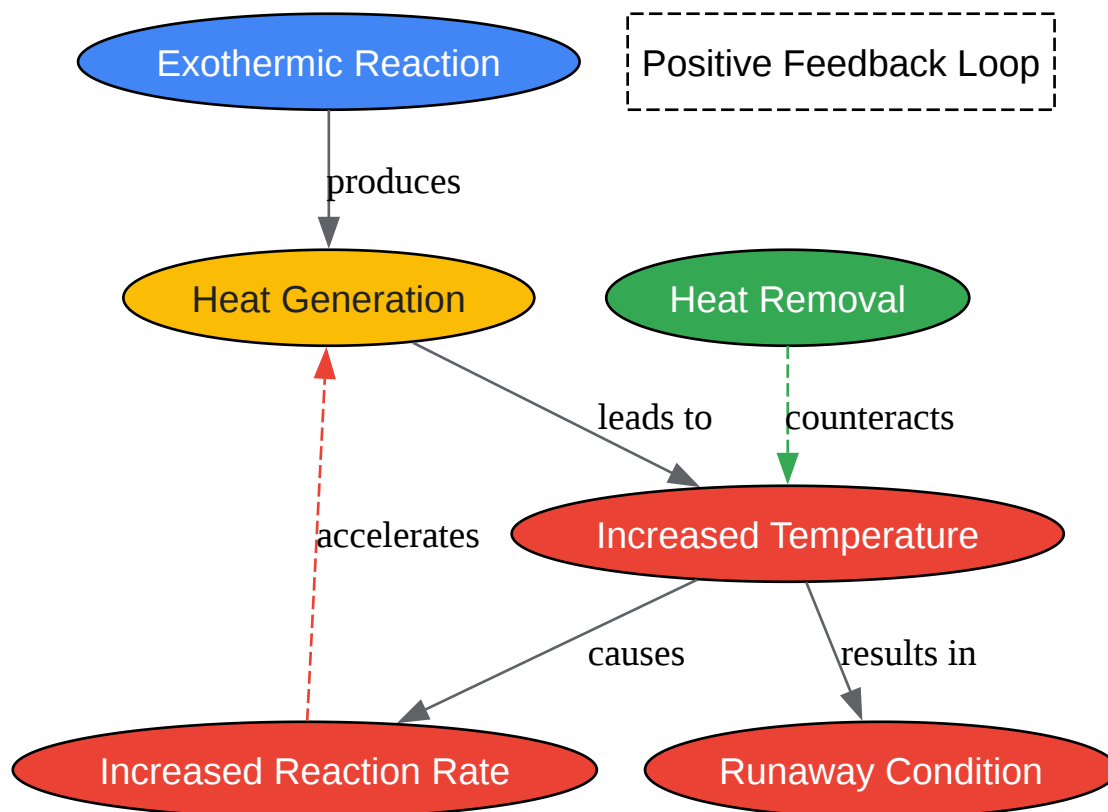 Exothermic Reaction
Positive Feedback Loop
produces
Heat Generation
Heat Removal
leads to
counteracts
accelerates
Increased Temperature
causes
results in
Increased Reaction Rate
Runaway Condition